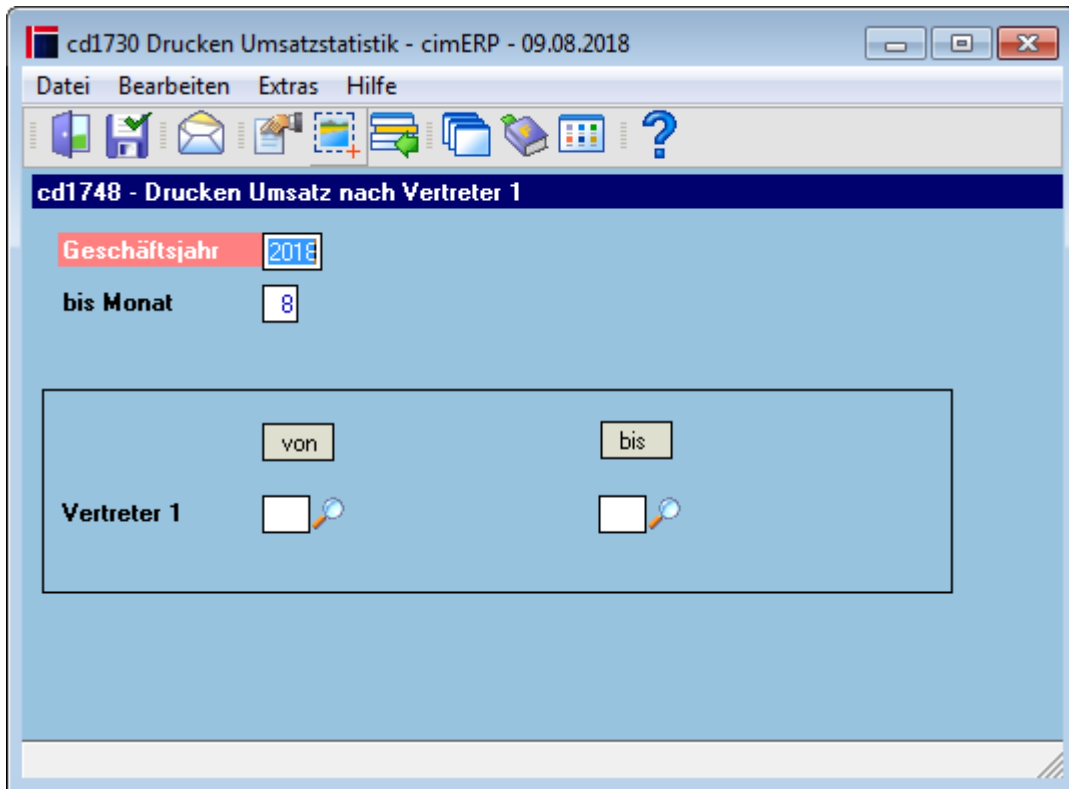 cd1730 Drucken Umsatzstatistik - cimERP - 09.08.2018
Datei Bearbeiten Extras Hilfe
cd1748 - Drucken Umsatz nach Vertreter 1
Geschäftsjahr 2018
bis Monat 8
von bis
Vertreter 1